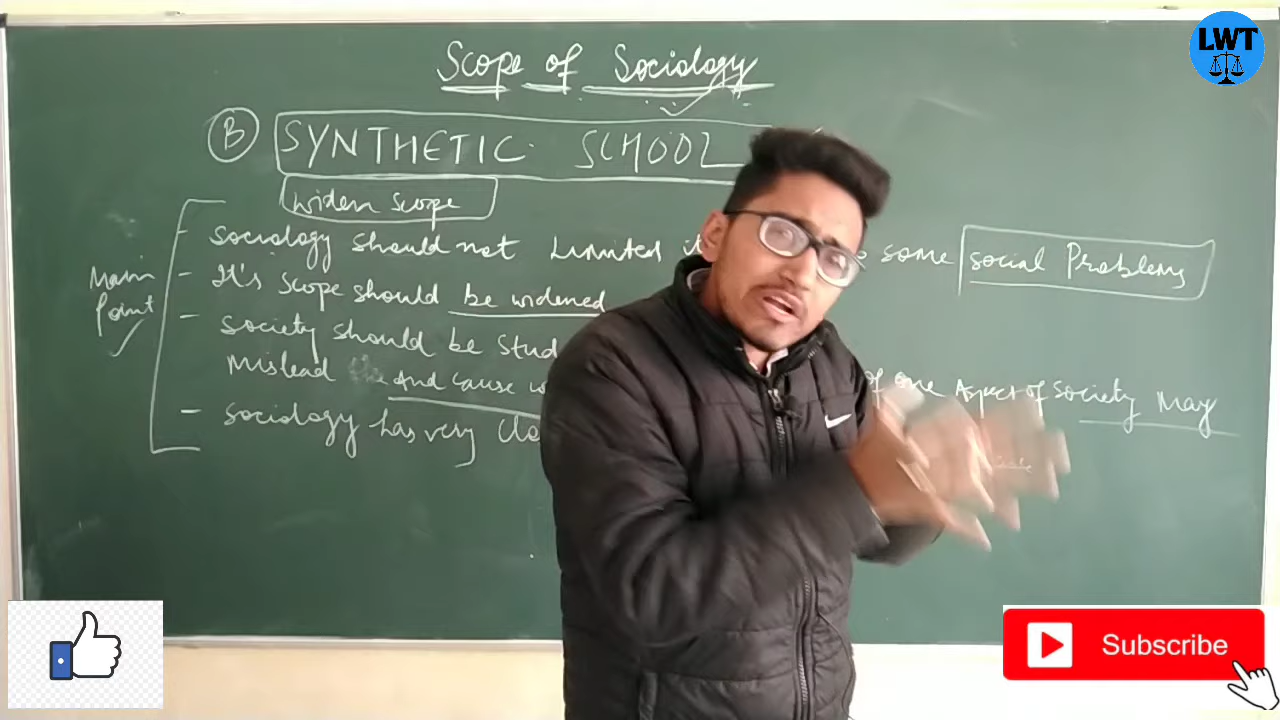 LWT
Scope of Sociology
B SYNTHETIC SCHOOL
widen scope
Sociology should not Limited some social Problems
Main Point
It's scope should be widened
Society should be of one Aspect of society May
Mislead And cause
Sociology has very
Subscribe